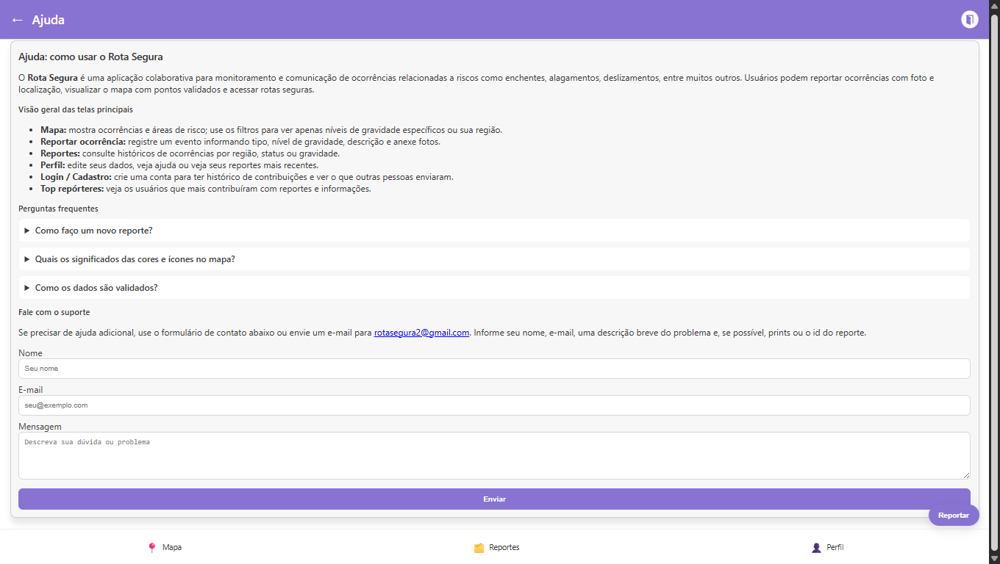 ← Ajuda
Ajuda: como usar o Rota Segura
O Rota Segura é uma aplicação colaborativa para monitoramento e comunicação de ocorrências relacionadas a riscos como enchentes, alagamentos, deslizamentos, entre muitos outros. Usuários podem reportar ocorrências com foto e
localização, visualizar o mapa com pontos validados e acessar rotas seguras.
Visão geral das telas principais
• Mapa: mostra ocorrências e áreas de risco; use os filtros para ver apenas níveis de gravidade específicos ou sua região.
• Reportar ocorrência: registre um evento informando tipo, nível de gravidade, descrição e anexe fotos.
• Reportes: consulte históricos de ocorrências por região, status ou gravidade.
• Perfil: edite seus dados, veja ajuda ou veja seus reportes mais recentes.
• Login / Cadastro: crie uma conta para ter histórico de contribuições e ver o que outras pessoas enviaram.
• Top repórteres: veja os usuários que mais contribuíram com reportes e informações.
Perguntas frequentes
▶ Como faço um novo reporte?
▶ Quais os significados das cores e ícones no mapa?
▶ Como os dados são validados?
Fale com o suporte
Se precisar de ajuda adicional, use o formulário de contato abaixo ou envie um e-mail para rotasegura2@gmail.com. Informe seu nome, e-mail, uma descrição breve do problema e, se possível, prints ou o id do reporte.
Nome
Seu nome
E-mail
seu@exemplo.com
Mensagem
Descreva sua dúvida ou problema
Enviar
Reportar
Mapa
Reportes
Perfil